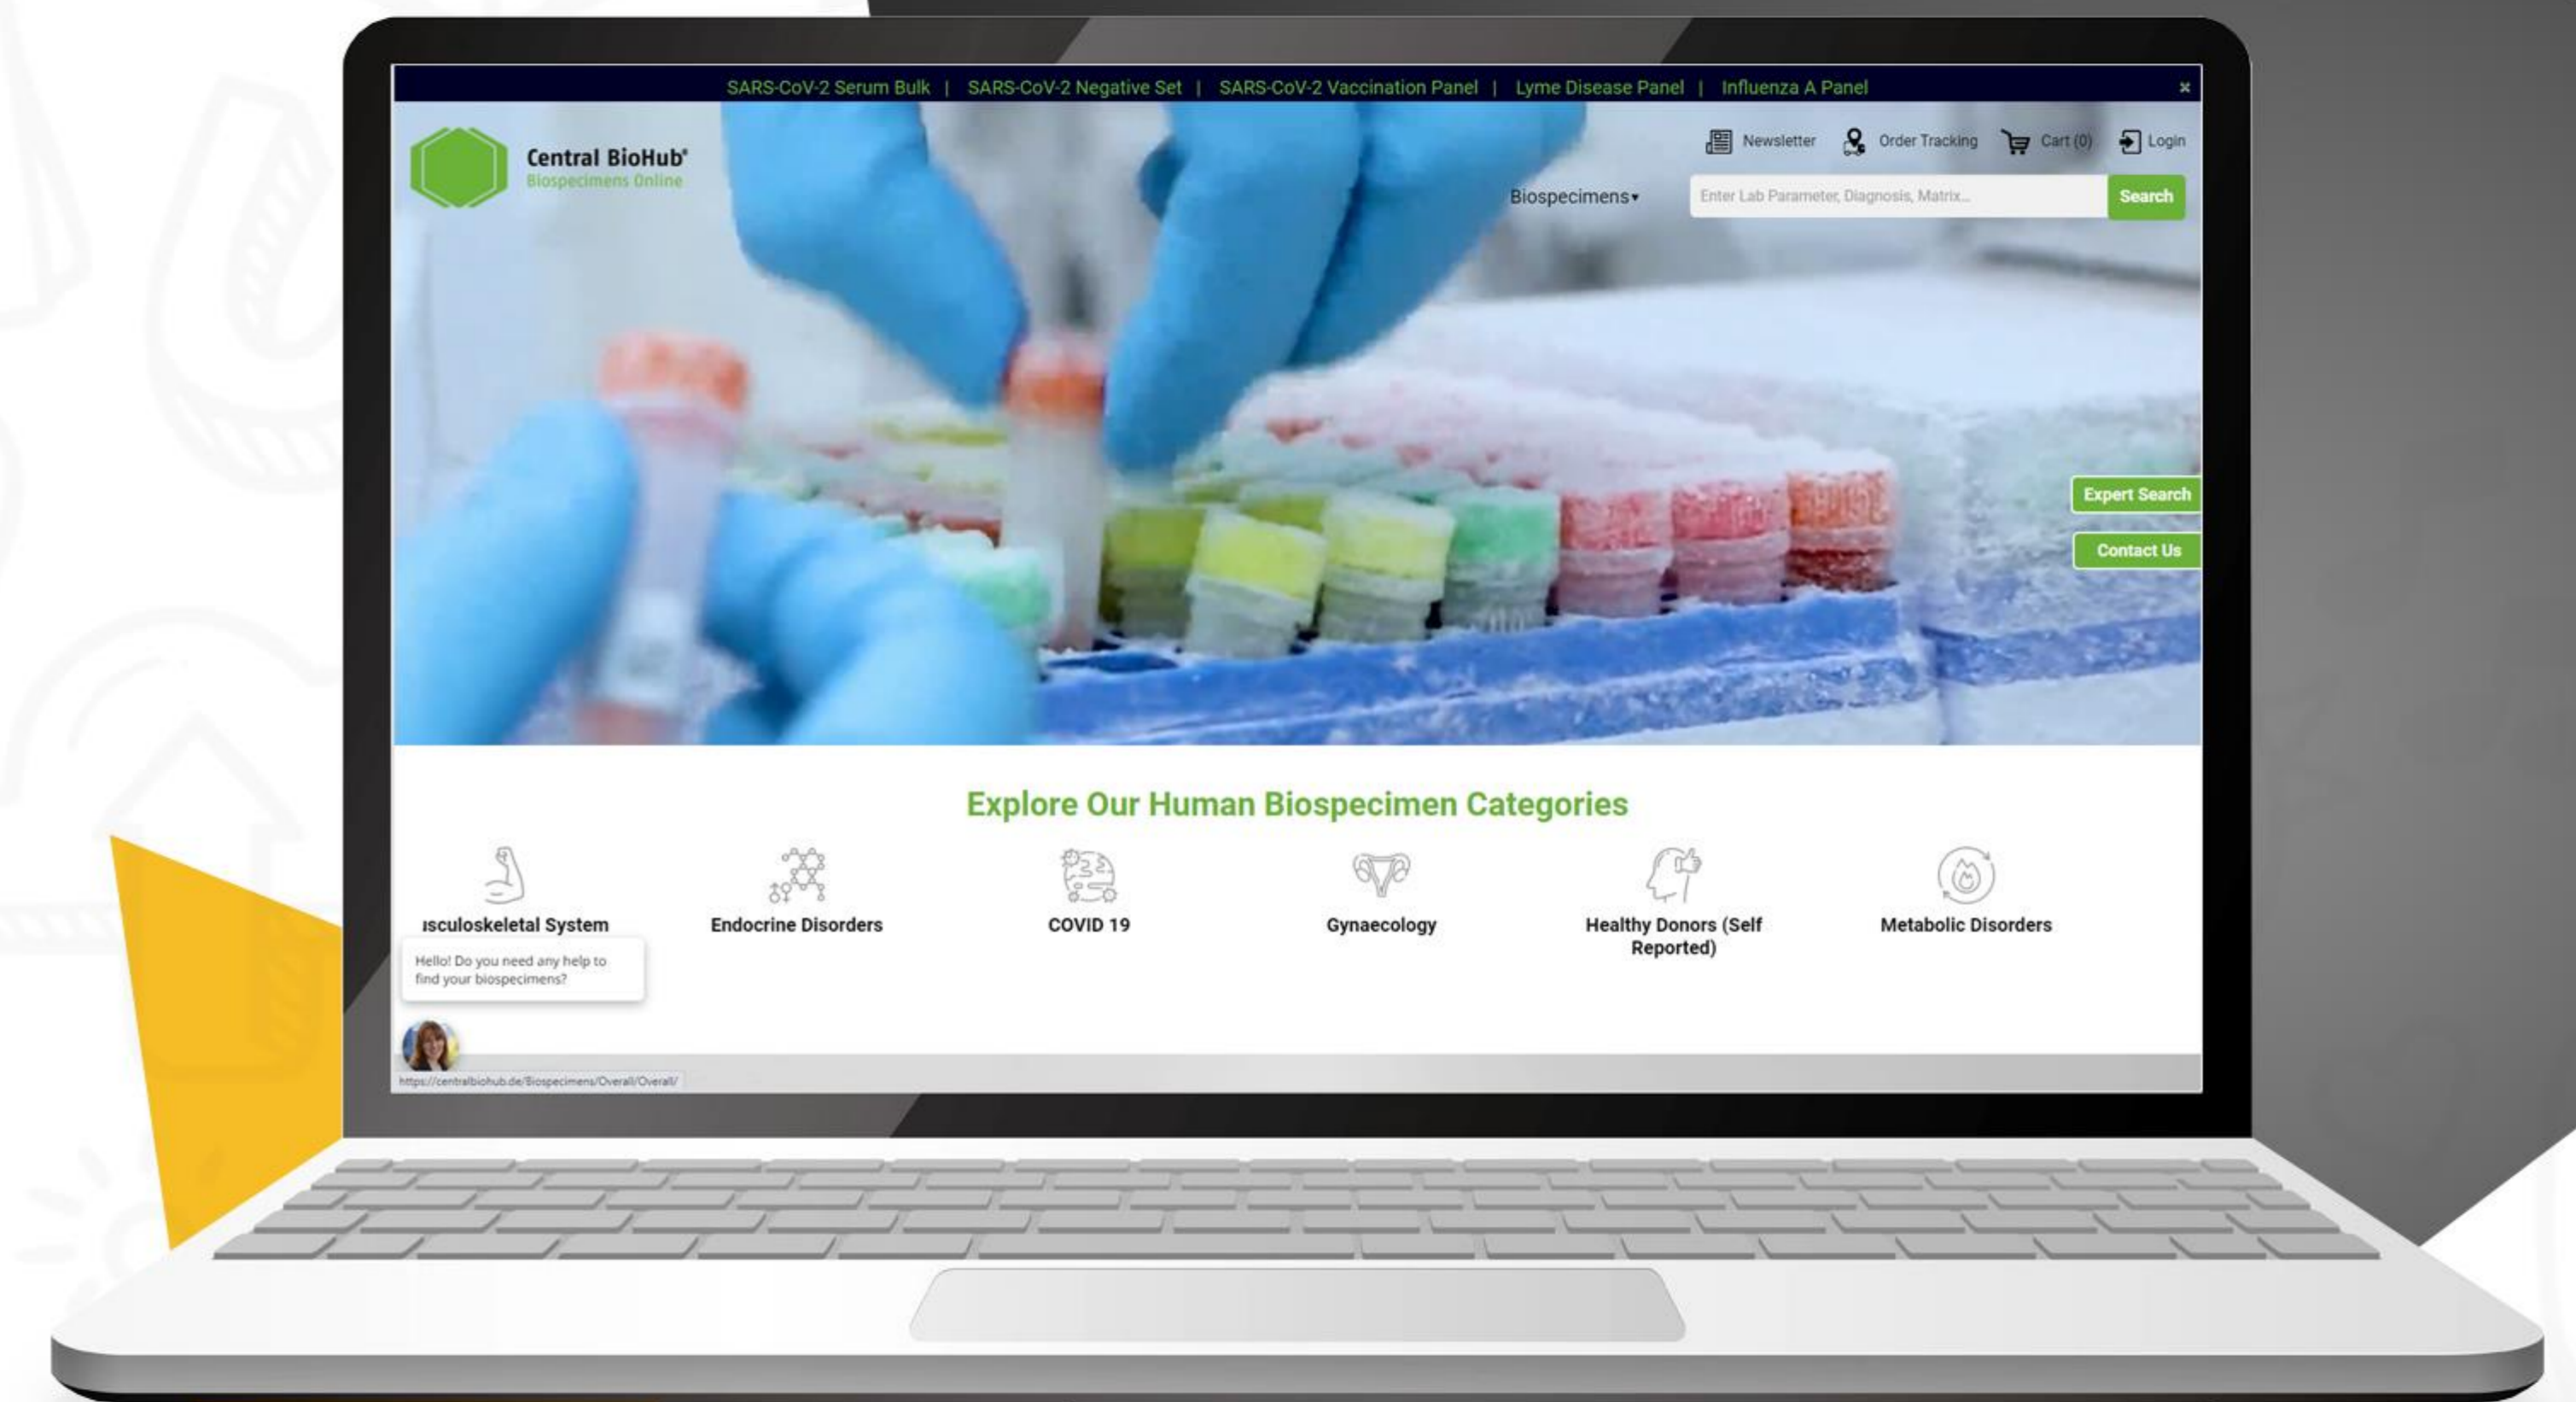 SARS-CoV-2 Serum Bulk | SARS-CoV-2 Negative Set | SARS-CoV-2 Vaccination Panel | Lyme Disease Panel | Influenza A Panel
Central BioHub®
Biospecimens Online
Newsletter Order Tracking Cart (0) Login
Biospecimens▾ Enter Lab Parameter, Diagnosis, Matrix... Search
Expert Search
Contact Us
Explore Our Human Biospecimen Categories
usculoskeletal System Endocrine Disorders COVID 19 Gynaecology Healthy Donors (Self Metabolic Disorders
Reported)
Hello! Do you need any help to
find your biospecimens?
https://centralbiohub.de/Biospecimens/Overall/Overall/